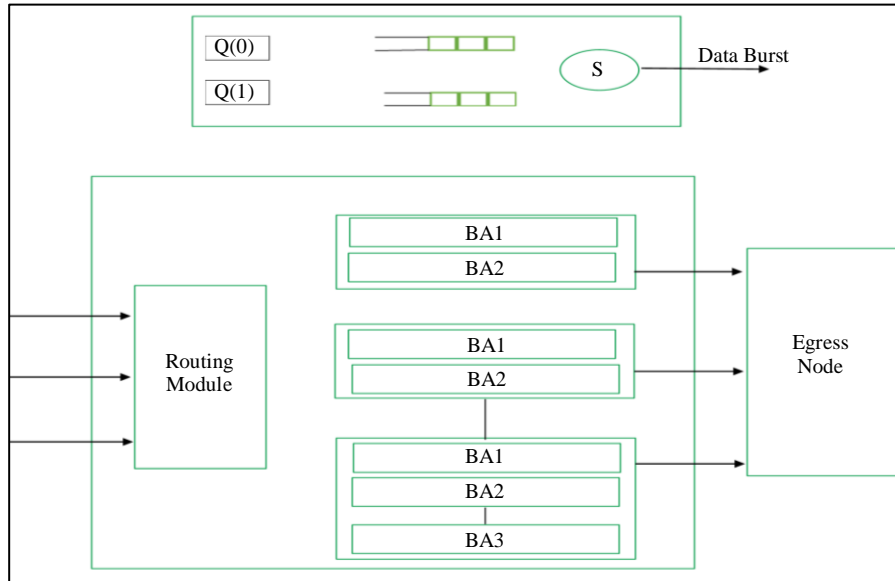 Q(0)
Q(1)
S
Data Burst
Routing
Module
BA1
BA2
BA1
BA2
BA1
BA2
BA3
Egress
Node